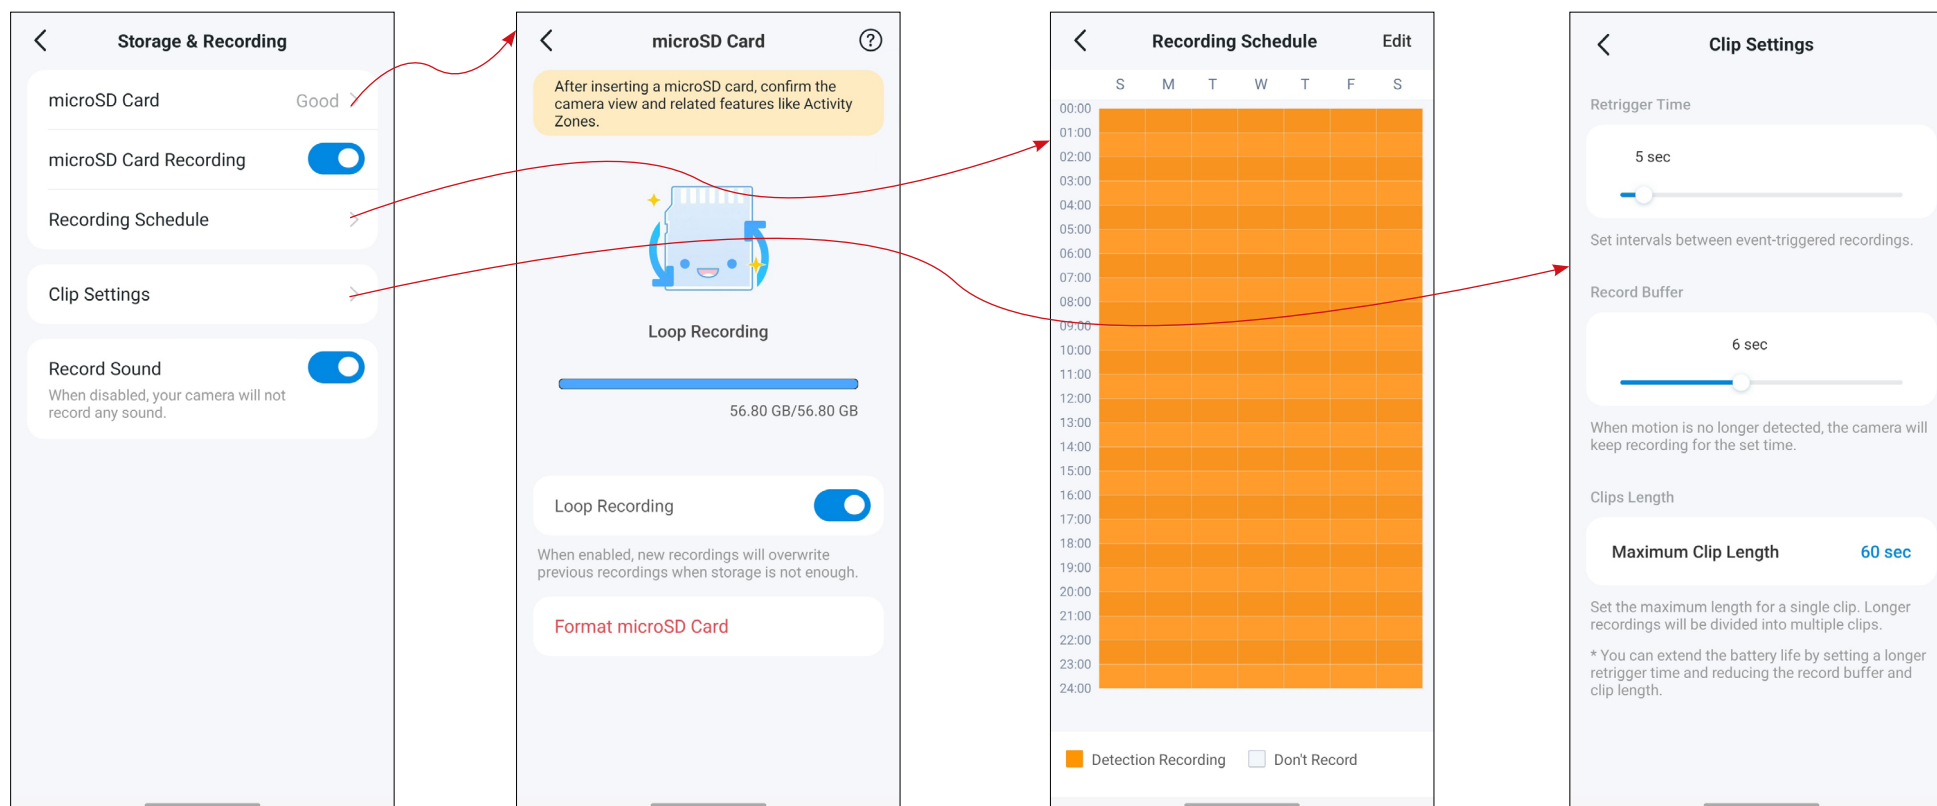 Storage & Recording
microSD Card
Good
microSD Card Recording
Recording Schedule
Clip Settings
Record Sound
When disabled, your camera will not
record any sound.
microSD Card
?
After inserting a microSD card, confirm the
camera view and related features like Activity
Zones.
Loop Recording
56.80 GB/56.80 GB
Loop Recording
When enabled, new recordings will overwrite
previous recordings when storage is not enough.
Format microSD Card
Recording Schedule
Edit
S M T W T F S
00:00
01:00
02:00
03:00
04:00
05:00
06:00
07:00
08:00
09:00
10:00
11:00
12:00
13:00
14:00
15:00
16:00
17:00
18:00
19:00
20:00
21:00
22:00
23:00
24:00
Detection Recording
Don't Record
Clip Settings
Retrigger Time
5 sec
Set intervals between event-triggered recordings.
Record Buffer
6 sec
When motion is no longer detected, the camera will
keep recording for the set time.
Clips Length
Maximum Clip Length
60 sec
Set the maximum length for a single clip. Longer
recordings will be divided into multiple clips.
* You can extend the battery life by setting a longer
retrigger time and reducing the record buffer and
clip length.